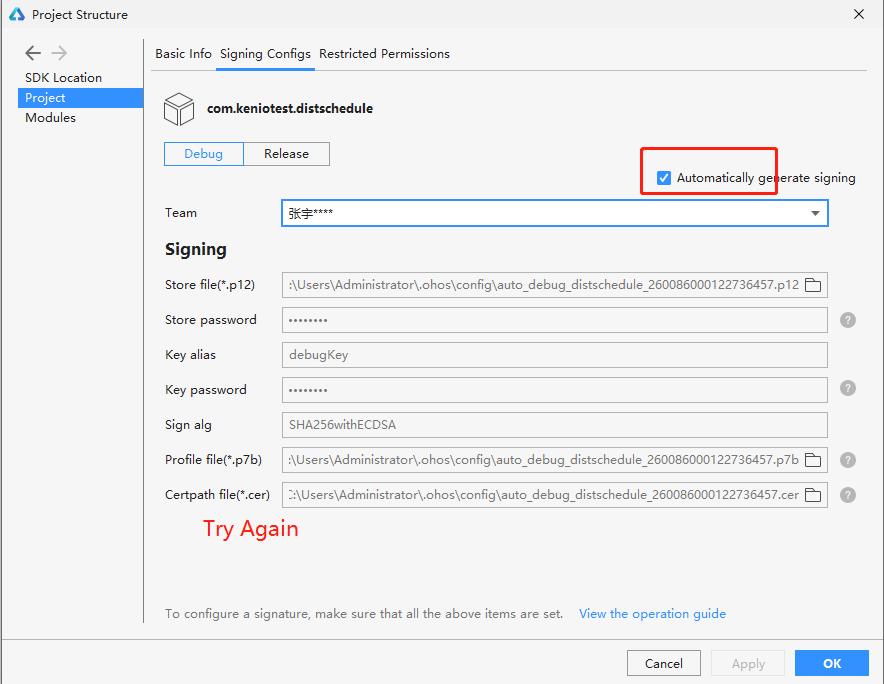 Project Structure
SDK Location
Project
Modules
Basic Info Signing Configs Restricted Permissions
com.keniotest.distschedule
Debug Release
Automatically generate signing
Team 张宇****
Signing
Store file(*.p12) :\Users\Administrator\.ohos\config\auto_debug_distschedule_260086000122736457.p12
Store password ••••••••
Key alias debugKey
Key password ••••••••
Sign alg SHA256withECDSA
Profile file(*.p7b) :\Users\Administrator\.ohos\config\auto_debug_distschedule_260086000122736457.p7b
Certpath file(*.cer) C:\Users\Administrator\.ohos\config\auto_debug_distschedule_260086000122736457.cer
Try Again
To configure a signature, make sure that all the above items are set. View the operation guide
Cancel Apply OK